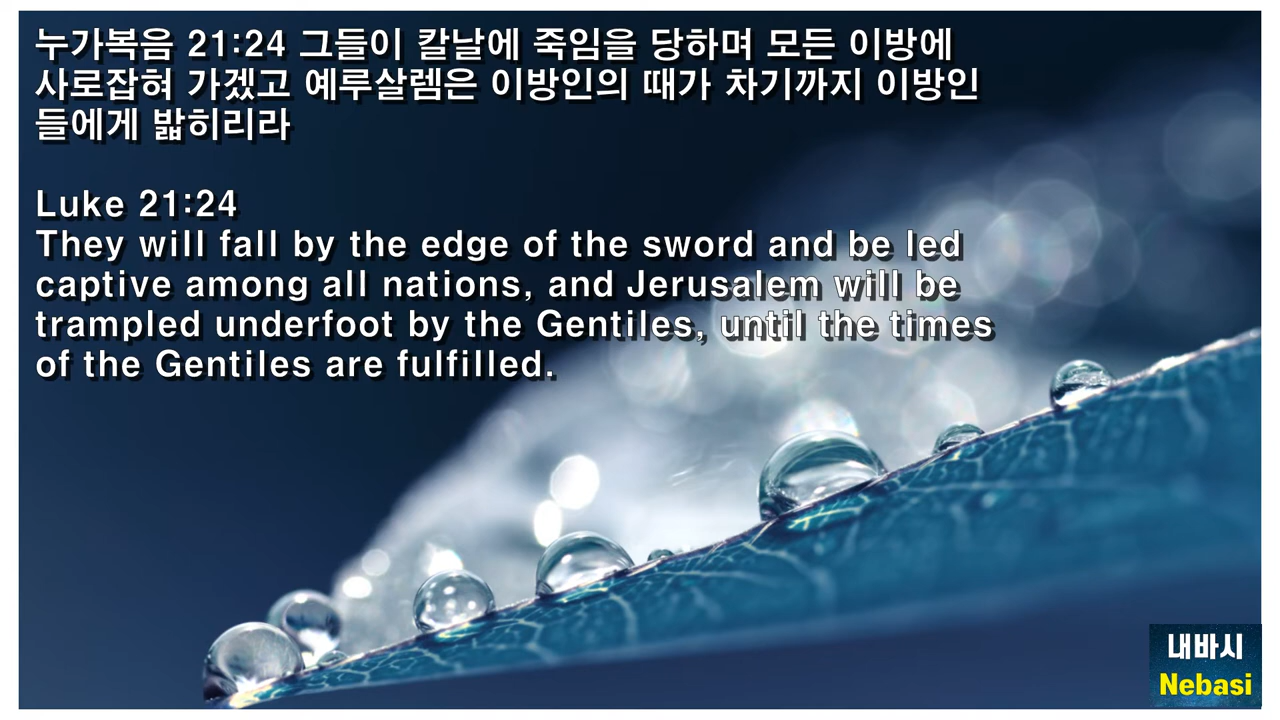 누가복음 21:24 그들이 칼날에 죽임을 당하며 모든 이방에
사로잡혀 가겠고 예루살렘은 이방인의 때가 차기까지 이방인
들에게 밟히리라
Luke 21:24
They will fall by the edge of the sword and be led
captive among all nations, and Jerusalem will be
trampled underfoot by the Gentiles, until the times
of the Gentiles are fulfilled.
내바시
Nebasi